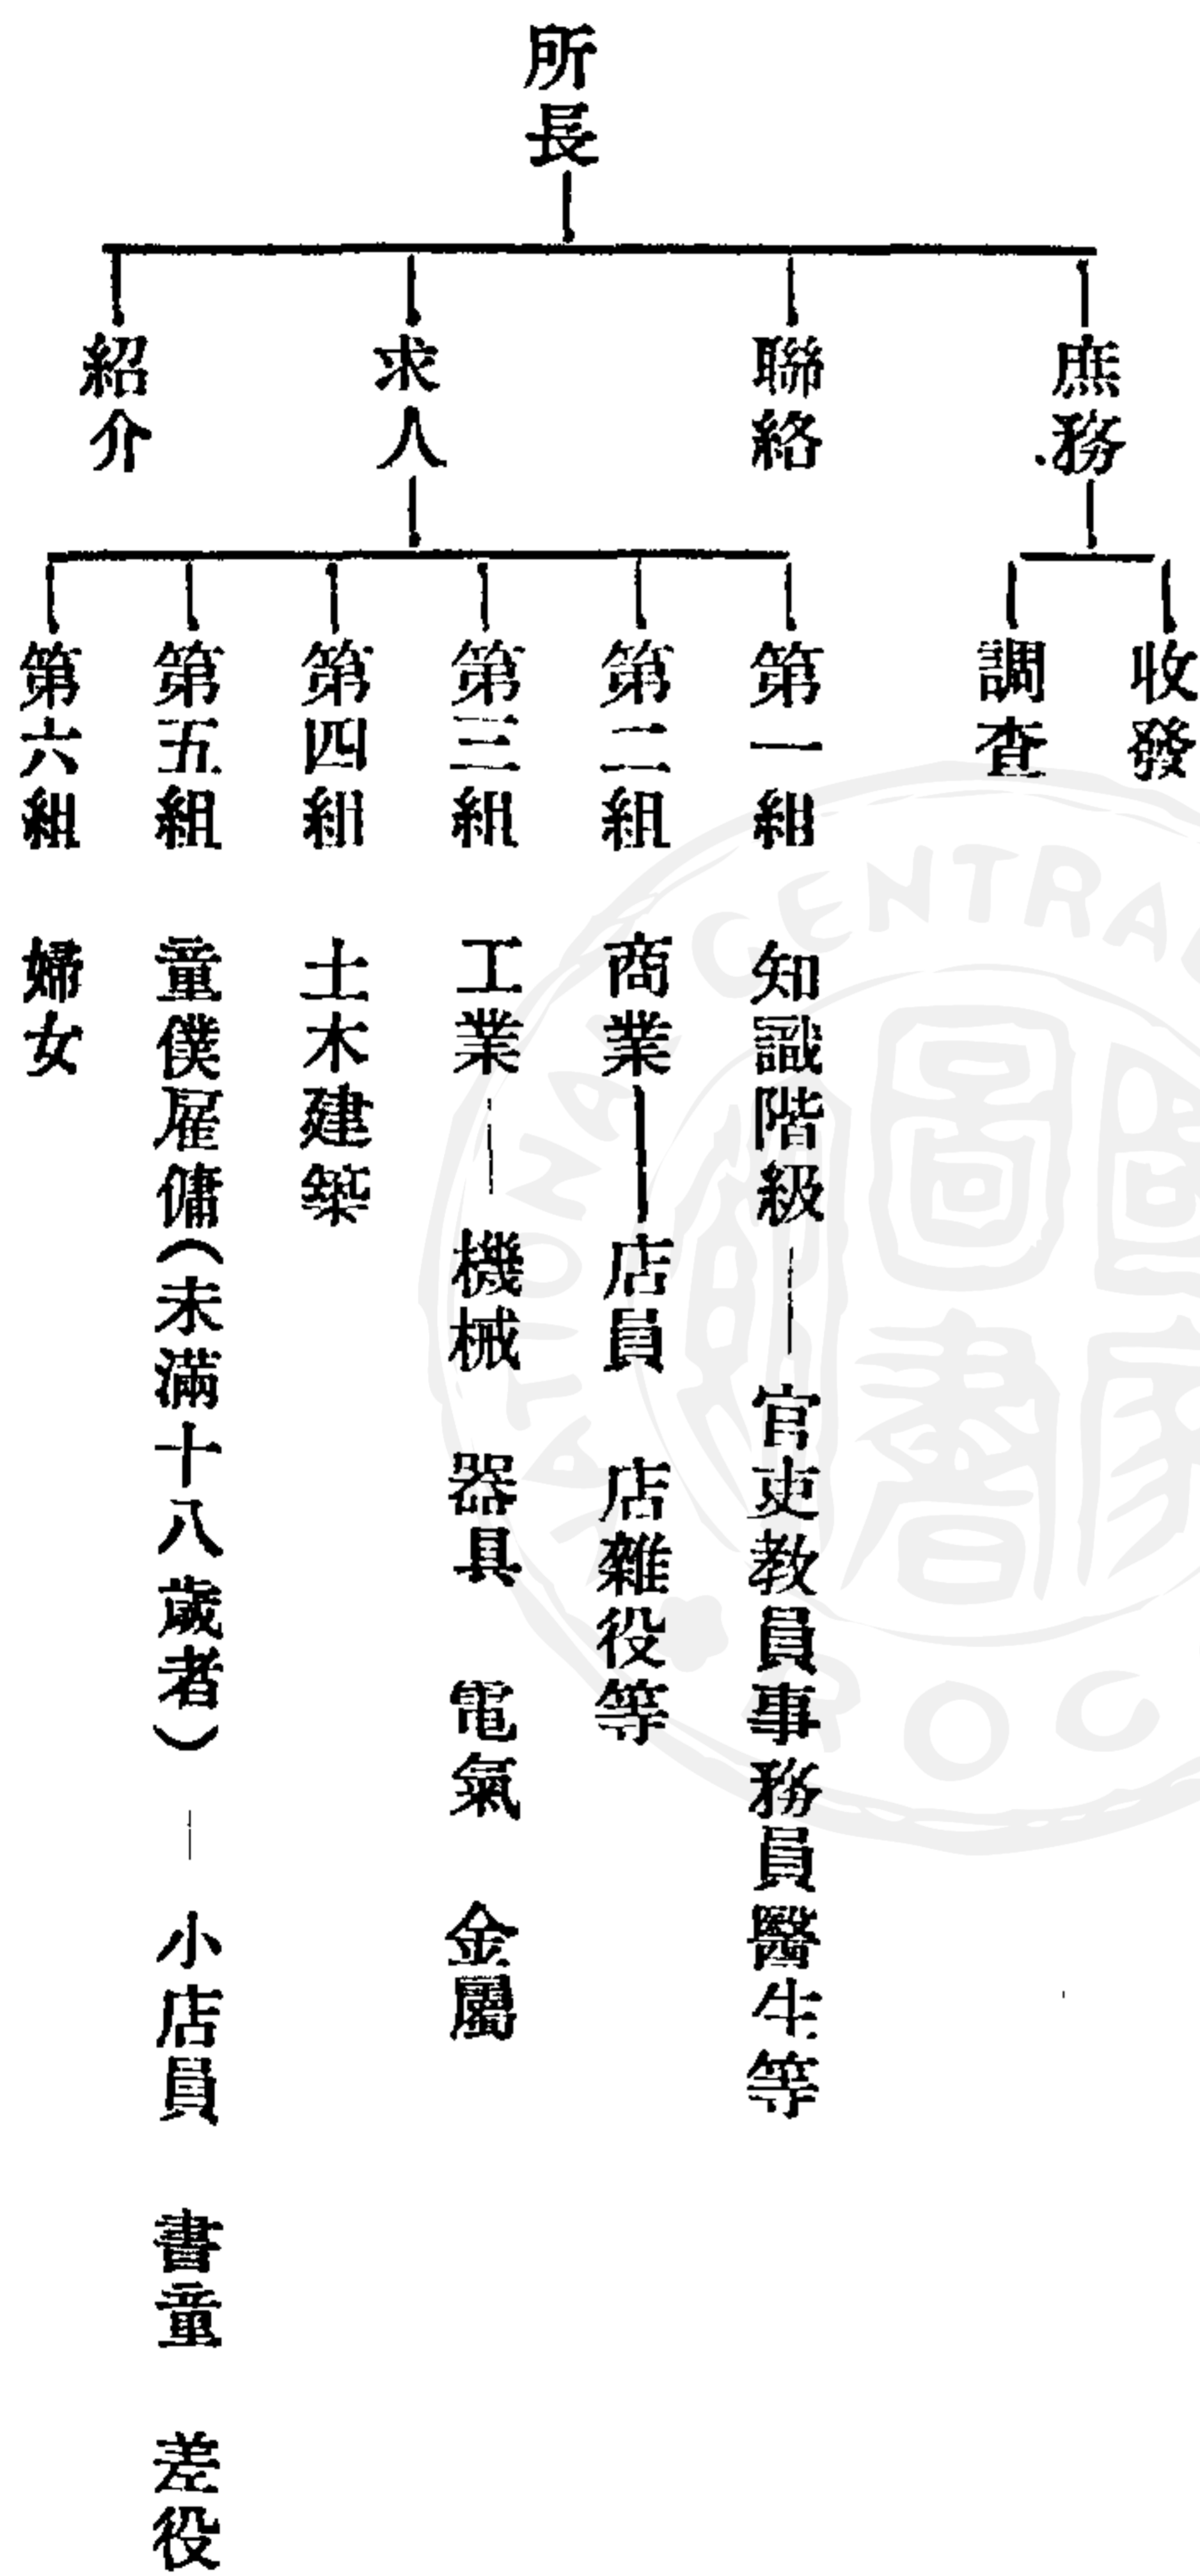 所長
庶務
聯絡
求人
紹介
收發
調查
第一組 知識階級——官吏教員事務員醫生等
第二組 商業——店員 店雜役等
第三組 工業——機械 器具 電氣 金屬
第四組 土木建築
第五組 童僕雇傭(未滿十八歲者)——小店員 書童 差役
第六組 婦女